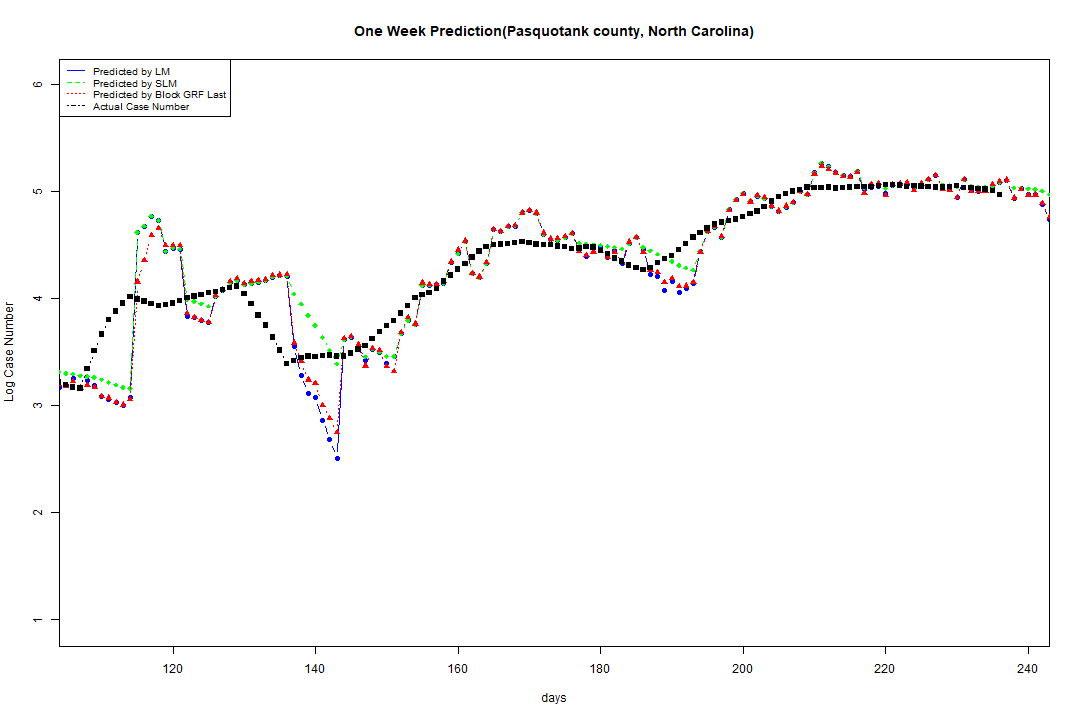 One Week Prediction(Pasquotank county, North Carolina)
Predicted by LM
Predicted by SLM
Predicted by Block GRF Last
Actual Case Number
6
5
4
3
2
1
Log Case Number
120 140 160 180 200 220 240
days